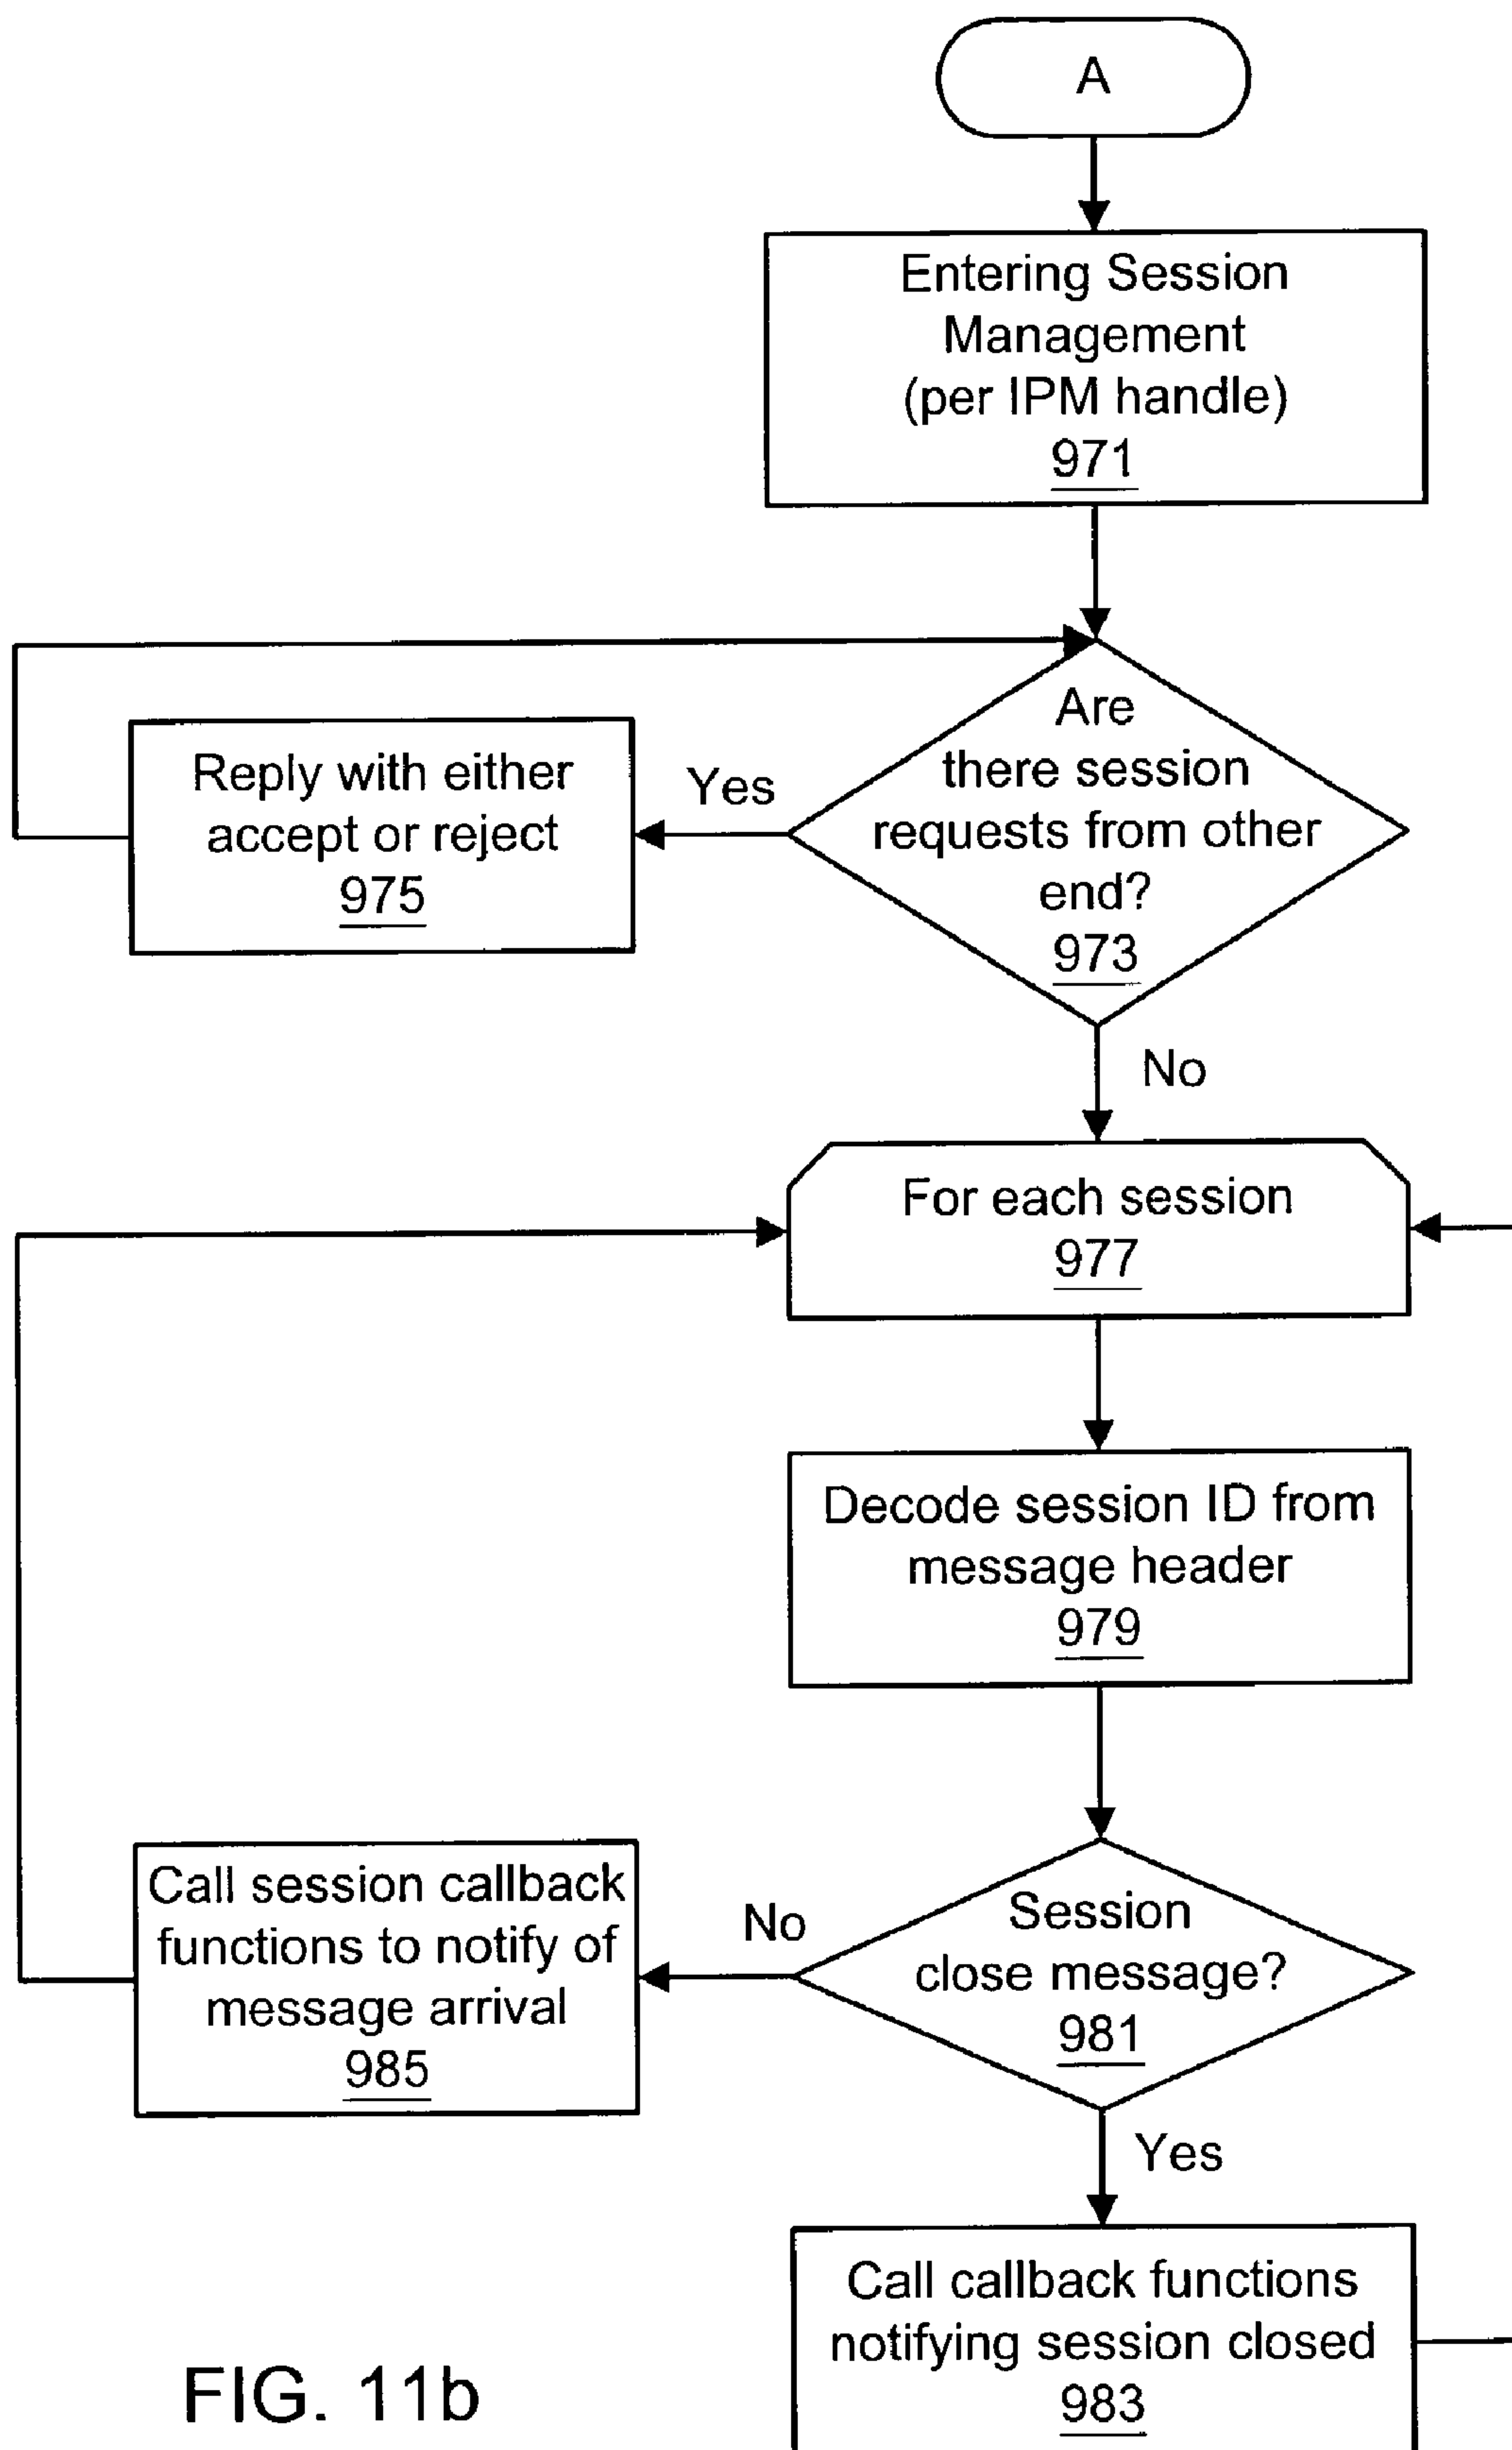 A
Entering Session
Management
(per IPM handle)
971
Are
there session
requests from other
end?
973
Yes
Reply with either
accept or reject
975
No
For each session
977
Decode session ID from
message header
979
Session
close message?
981
No
Call session callback
functions to notify of
message arrival
985
Yes
Call callback functions
notifying session closed
983
FIG. 11b